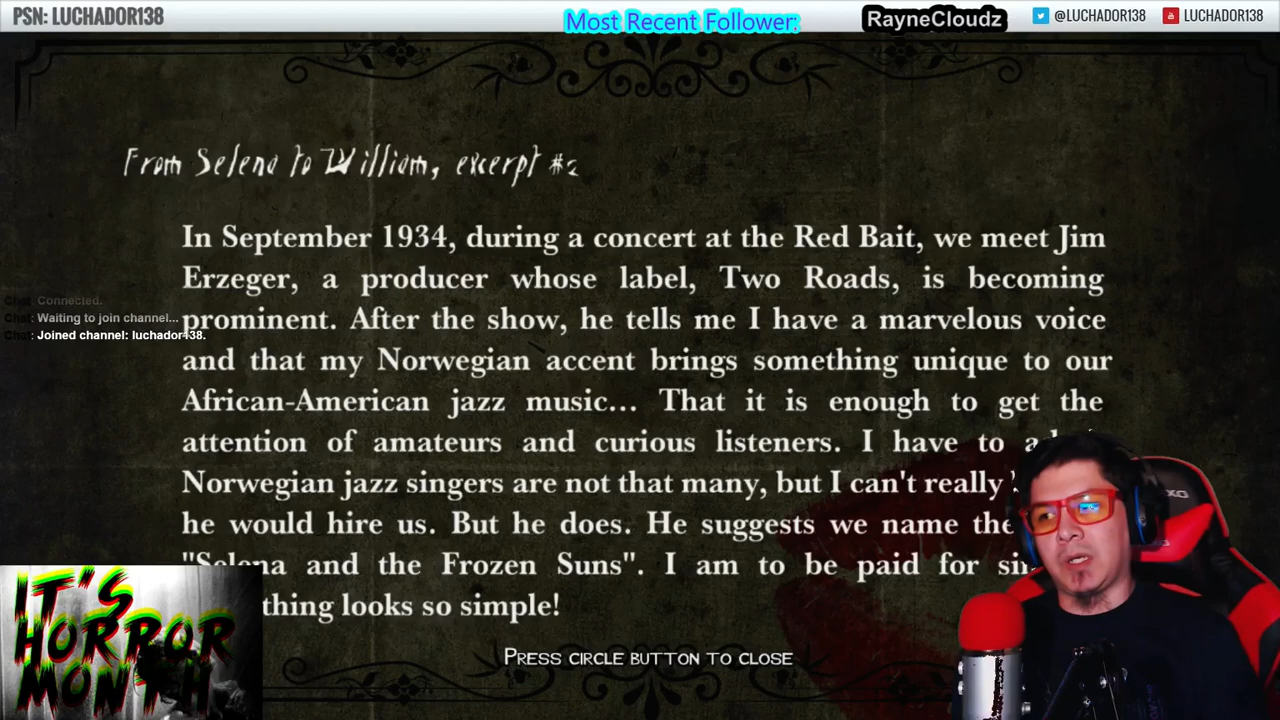 PSN: LUCHADOR138
Most Recent Follower:
RayneCloudz
@LUCHADOR138
LUCHADOR138
From Selena to William, excerpt #2
In September 1934, during a concert at the Red Bait, we meet Jim
Erzeger, a producer whose label, Two Roads, is becoming
Chat: Connected.
Chat: Waiting to join channel...
prominent. After the show, he tells me I have a marvelous voice
Chat: Joined channel: luchador438.
and that my Norwegian accent brings something unique to our
African-American jazz music... That it is enough to get the
attention of amateurs and curious listeners. I have to
Norwegian jazz singers are not that many, but I can't really
he would hire us. But he does. He suggests we name the
"Selena and the Frozen Suns". I am to be paid for
thing looks so simple!
IT'S
HORROR
MONTH
PRESS CIRCLE BUTTON TO CLOSE